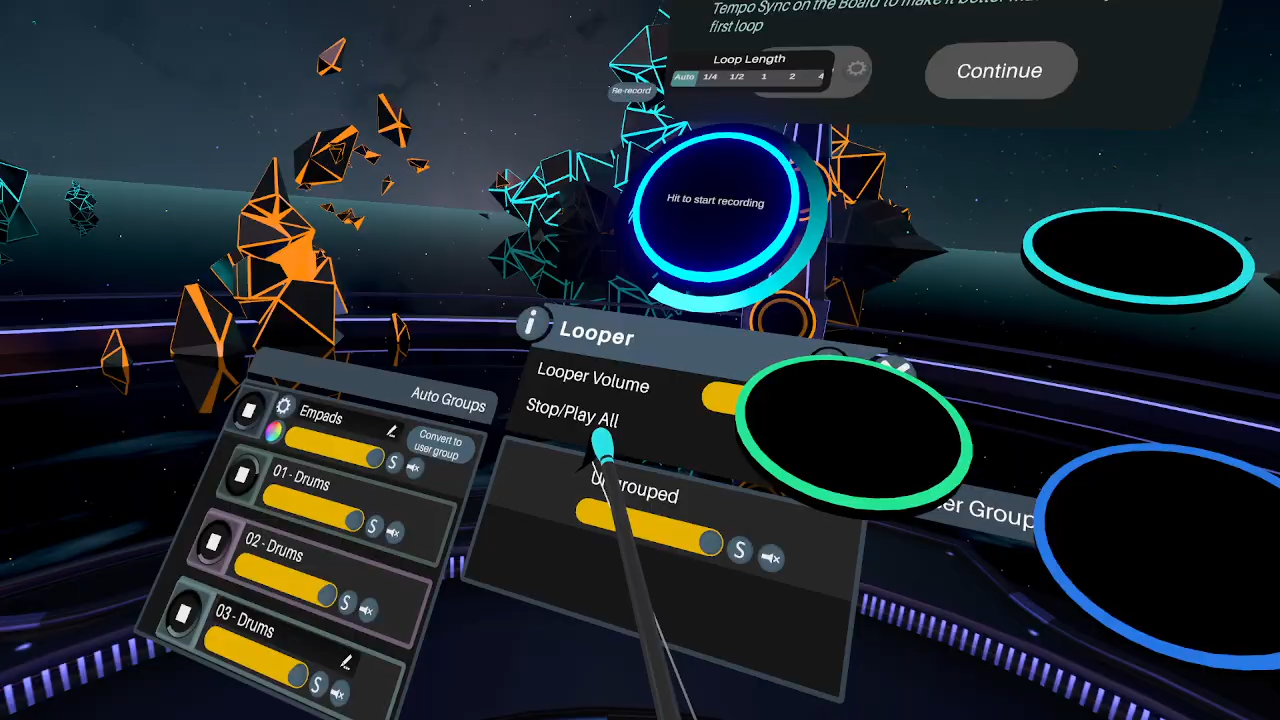 Tempo Sync on the Board to make it better
first loop
Loop Length
Auto 1/4 1/2 1 2 4
Continue
Re-record
Hit to start recording
Looper
Looper Volume
Stop/Play All
Auto Groups
Empads
Convert to
user group
S
01 - Drums
S
02 - Drums
S
03 - Drums
S
Ungrouped
S
er Group